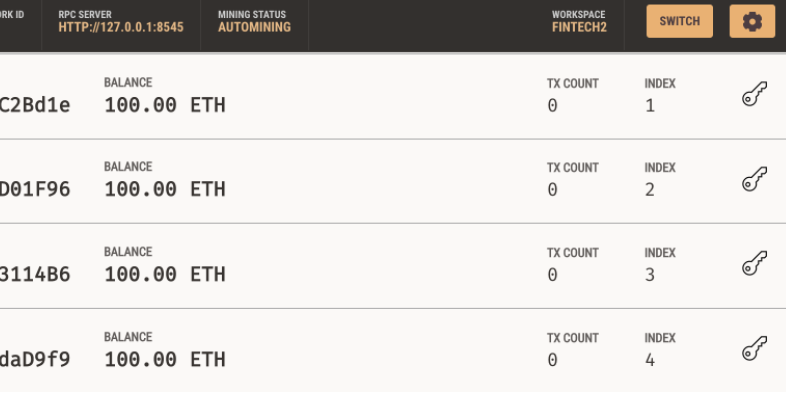 RK ID RPC SERVER MINING STATUS WORKSPACE
HTTP://127.0.0.1:8545 AUTOMINING FINTECH2
SWITCH
BALANCE TX COUNT INDEX
C2Bd1e 100.00 ETH 0 1
BALANCE TX COUNT INDEX
D01F96 100.00 ETH 0 2
BALANCE TX COUNT INDEX
3114B6 100.00 ETH 0 3
BALANCE TX COUNT INDEX
daD9f9 100.00 ETH 0 4